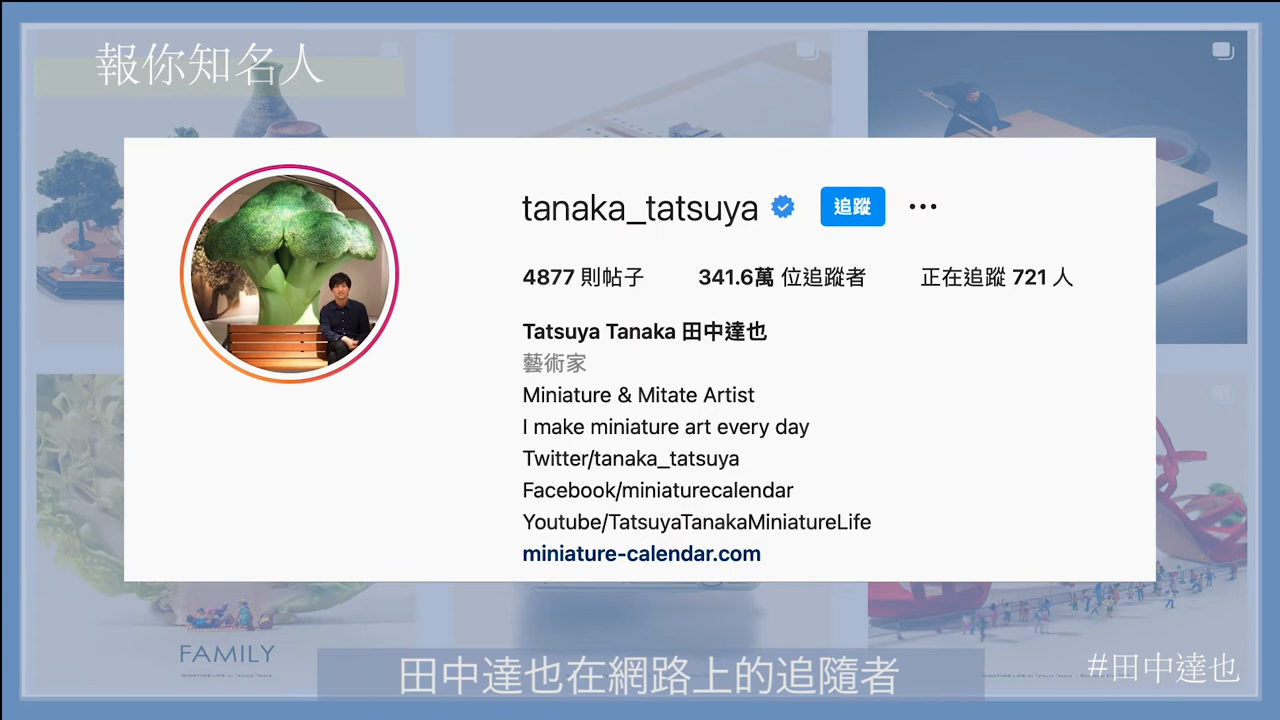 報你知名人
tanaka_tatsuya 追蹤
4877 則帖子 341.6萬 位追蹤者 正在追蹤 721 人
Tatsuya Tanaka 田中達也
藝術家
Miniature & Mitate Artist
I make miniature art every day
Twitter/tanaka_tatsuya
Facebook/miniaturecalendar
Youtube/TatsuyaTanakaMiniatureLife
miniature-calendar.com
FAMILY
田中達也在網路上的追隨者
#田中達也